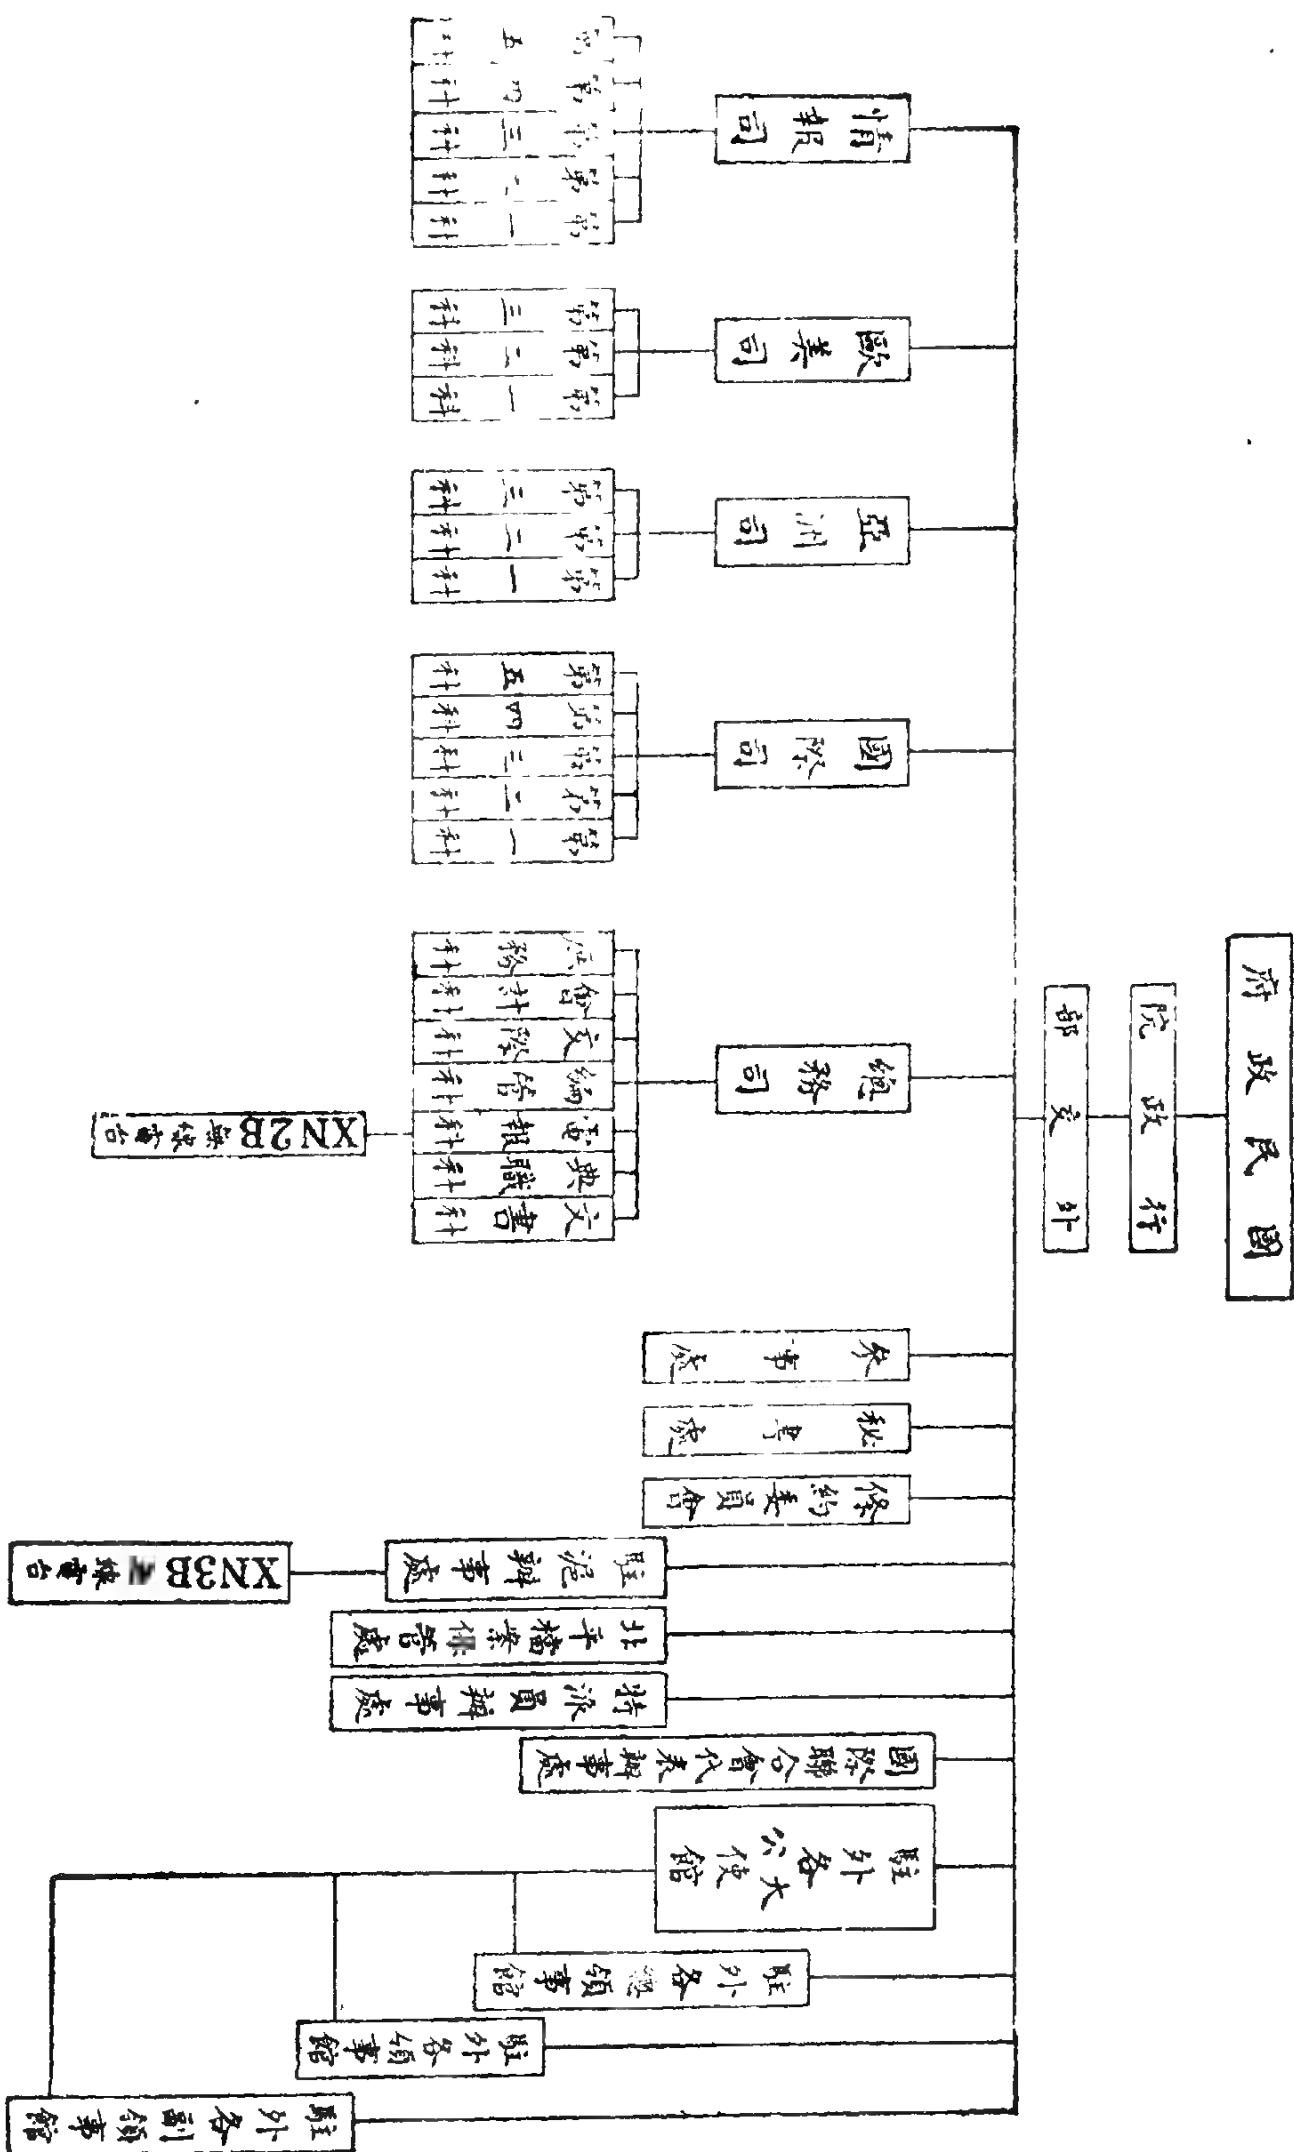 國民政府
行政院
外交部
總務司
文書科
典職科
電報科
XN2B無線電台
編管科
交際科
會計科
庶務科
國際司
第一科
第二科
第三科
第四科
第五科
亞洲司
第一科
第二科
第三科
歐美司
第一科
第二科
第三科
情報司
第一科
第二科
第三科
第四科
第五科
參事處
秘書處
條約委員會
駐滬辦事處
XN3B無線電台
北平檔案保管處
特派員辦事處
國際聯合會代表辦事處
駐外各大公使館
駐外各總領事館
駐外各領事館
駐外各副領事館